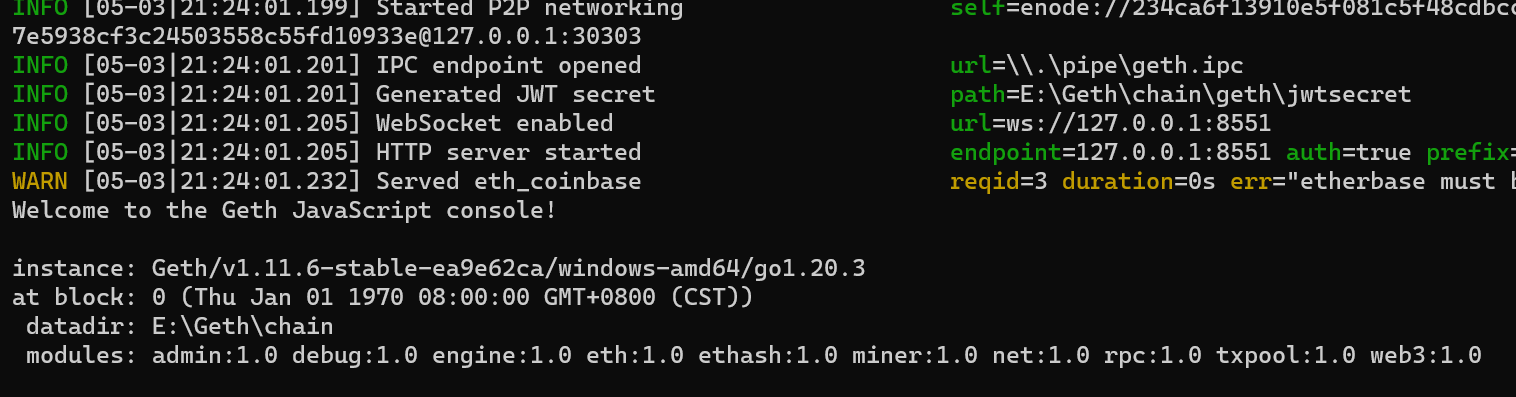 INFO [05-03|21:24:01.199] Started P2P networking self=enode://234ca6f13910e5f081c5f48cdbcc
7e5938cf3c24503558c55fd10933e@127.0.0.1:30303
INFO [05-03|21:24:01.201] IPC endpoint opened url=\\.\pipe\geth.ipc
INFO [05-03|21:24:01.201] Generated JWT secret path=E:\Geth\chain\geth\jwtsecret
INFO [05-03|21:24:01.205] WebSocket enabled url=ws://127.0.0.1:8551
INFO [05-03|21:24:01.205] HTTP server started endpoint=127.0.0.1:8551 auth=true prefix=
WARN [05-03|21:24:01.232] Served eth_coinbase reqid=3 duration=0s err="etherbase must
Welcome to the Geth JavaScript console!
instance: Geth/v1.11.6-stable-ea9e62ca/windows-amd64/go1.20.3
at block: 0 (Thu Jan 01 1970 08:00:00 GMT+0800 (CST))
datadir: E:\Geth\chain
modules: admin:1.0 debug:1.0 engine:1.0 eth:1.0 ethash:1.0 miner:1.0 net:1.0 rpc:1.0 txpool:1.0 web3:1.0